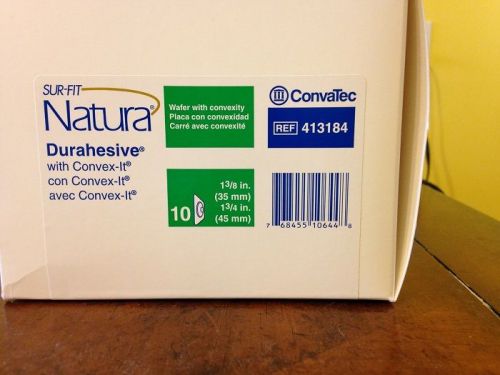 SUR-FIT
Natura®
Durahesive®
with Convex-It®
con Convex-It®
avec Convex-It®
Wafer with convexity
Placa con convexidad
Carré avec convexité
10
1 3/8 in.
(35 mm)
1 3/4 in.
(45 mm)
ConvaTec
REF 413184
7 68455 10644 8